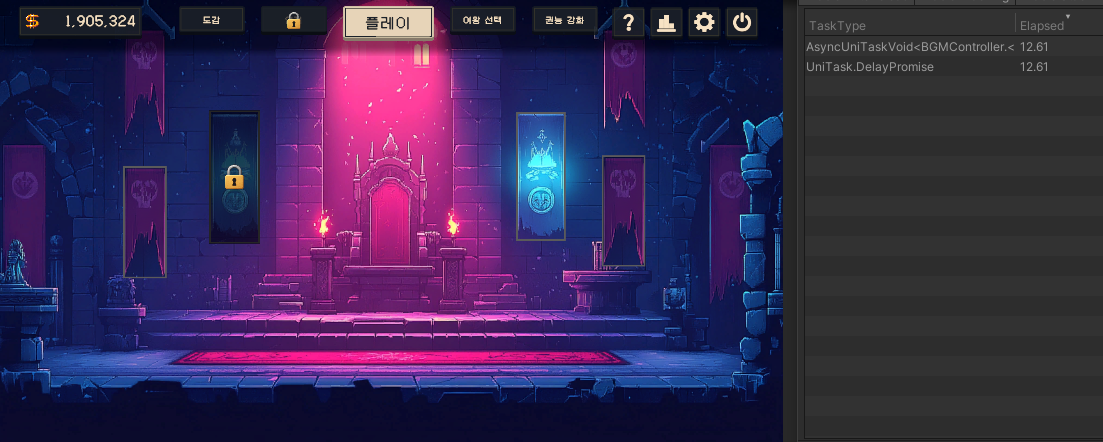 $ 1,905,324
도감
플레이
여왕 선택
권능 강화
?
TaskType
Elapsed
AsyncUniTaskVoid<BGMController.<
12.61
UniTask.DelayPromise
12.61